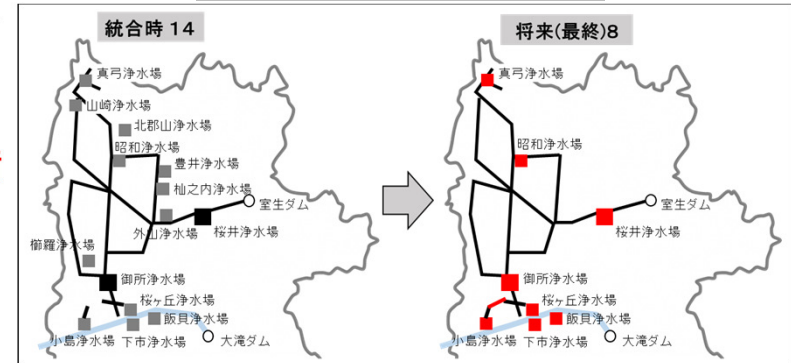 統合時 14
真弓浄水場
山崎浄水場
北郡山浄水場
昭和浄水場
豊井浄水場
杣之内浄水場
室生ダム
外山浄水場
桜井浄水場
櫛羅浄水場
御所浄水場
桜ヶ丘浄水場
飯貝浄水場
小島浄水場
下市浄水場
大滝ダム
将来(最終)8
真弓浄水場
昭和浄水場
室生ダム
桜井浄水場
御所浄水場
桜ヶ丘浄水場
飯貝浄水場
小島浄水場
下市浄水場
大滝ダム